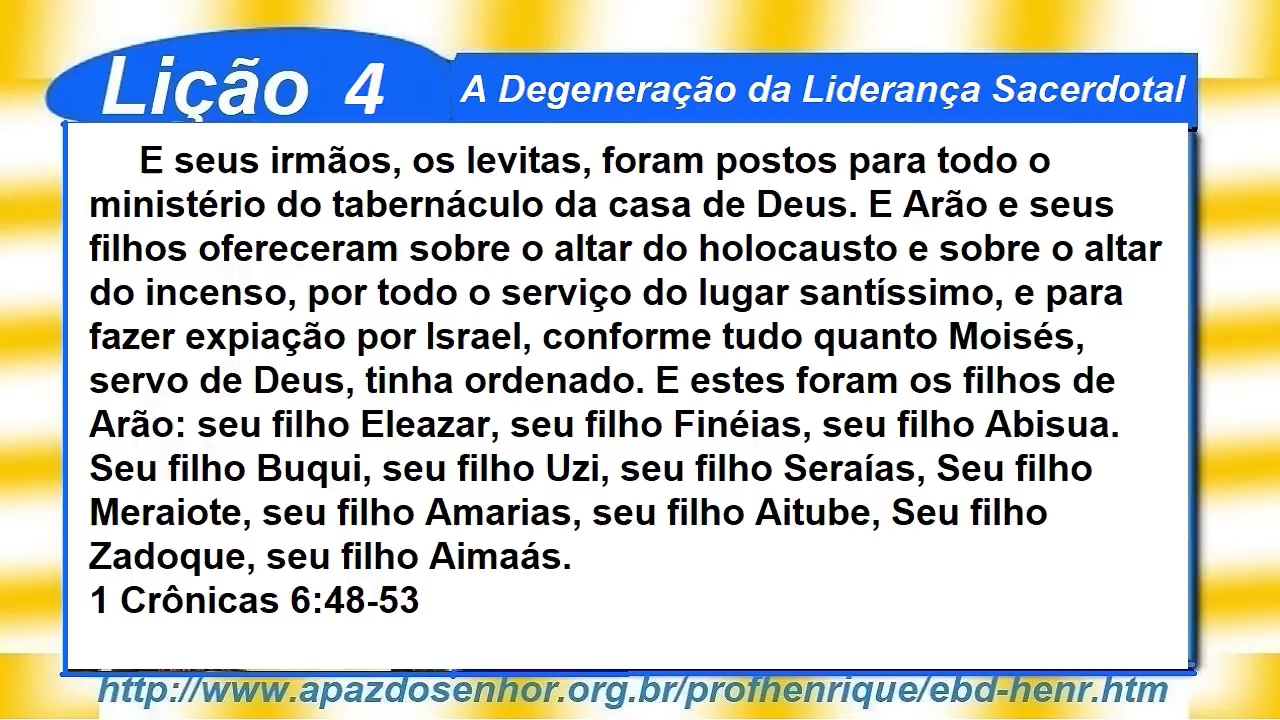 Lição 4
A Degeneração da Liderança Sacerdotal
E seus irmãos, os levitas, foram postos para todo o
ministério do tabernáculo da casa de Deus. E Arão e seus
filhos ofereceram sobre o altar do holocausto e sobre o altar
do incenso, por todo o serviço do lugar santíssimo, e para
fazer expiação por Israel, conforme tudo quanto Moisés,
servo de Deus, tinha ordenado. E estes foram os filhos de
Arão: seu filho Eleazar, seu filho Finéias, seu filho Abisua.
Seu filho Buqui, seu filho Uzi, seu filho Seraías, Seu filho
Meraiote, seu filho Amarias, seu filho Aitube, Seu filho
Zadoque, seu filho Aimaás.
1 Crônicas 6:48-53
http://www.apazdosenhor.org.br/profhenrique/ebd-henr.htm